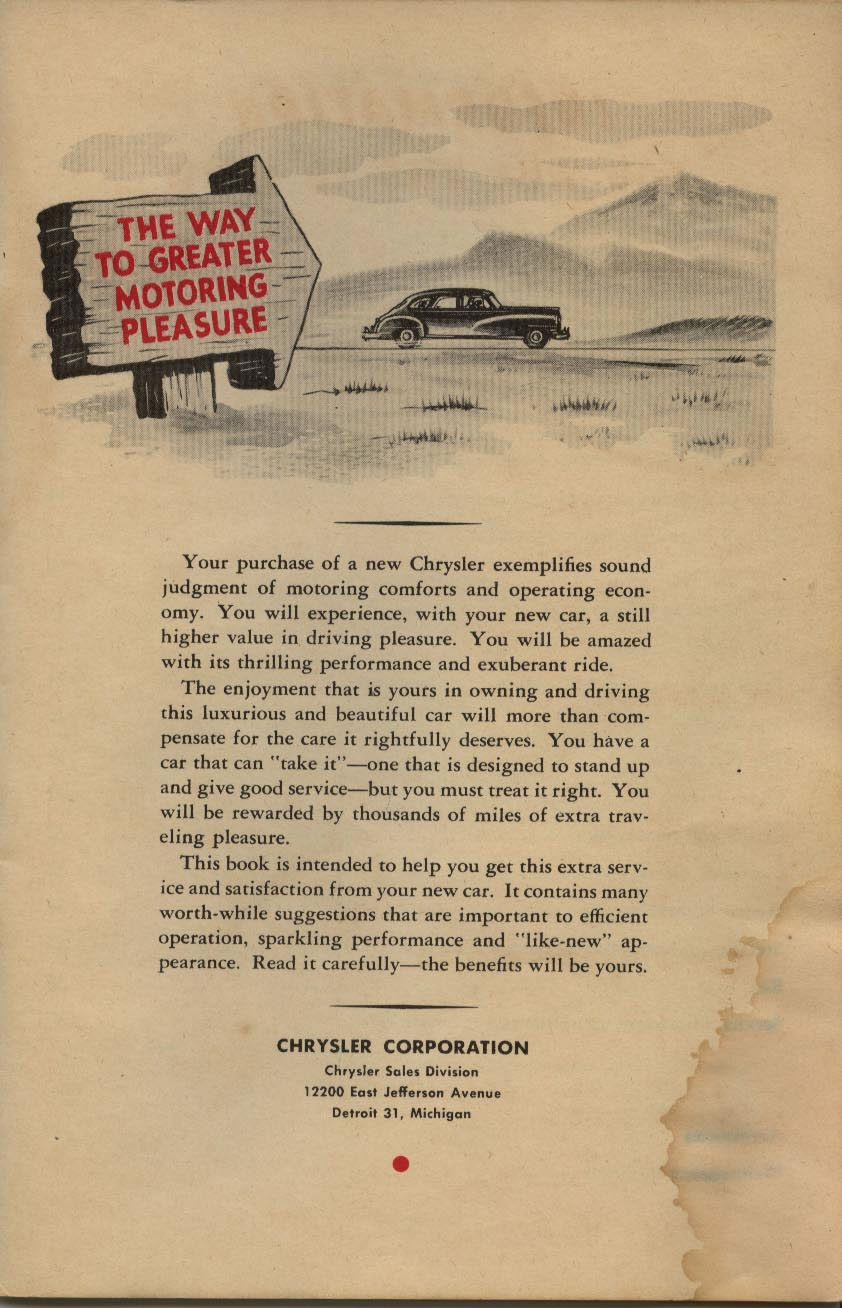 THE WAY
TO GREATER
MOTORING
PLEASURE
Your purchase of a new Chrysler exemplifies sound
judgment of motoring comforts and operating econ-
omy. You will experience, with your new car, a still
higher value in driving pleasure. You will be amazed
with its thrilling performance and exuberant ride.
The enjoyment that is yours in owning and driving
this luxurious and beautiful car will more than com-
pensate for the care it rightfully deserves. You have a
car that can "take it"—one that is designed to stand up
and give good service—but you must treat it right. You
will be rewarded by thousands of miles of extra trav-
eling pleasure.
This book is intended to help you get this extra serv-
ice and satisfaction from your new car. It contains many
worth-while suggestions that are important to efficient
operation, sparkling performance and "like-new" ap-
pearance. Read it carefully—the benefits will be yours.
CHRYSLER CORPORATION
Chrysler Sales Division
12200 East Jefferson Avenue
Detroit 31, Michigan